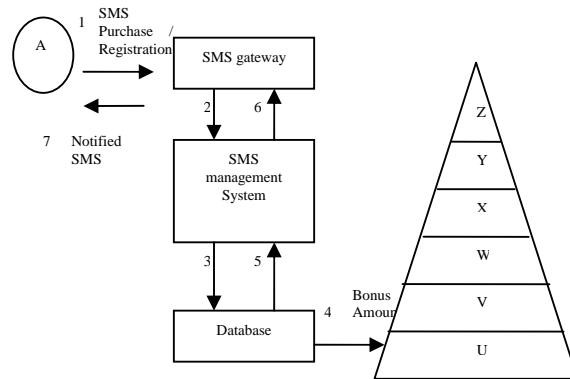 1 SMS
Purchase /
Registration
A
SMS gateway
2
6
7 Notified
SMS
SMS
management
System
3
5
4 Bonus
Amour
Database
Z
Y
X
W
V
U